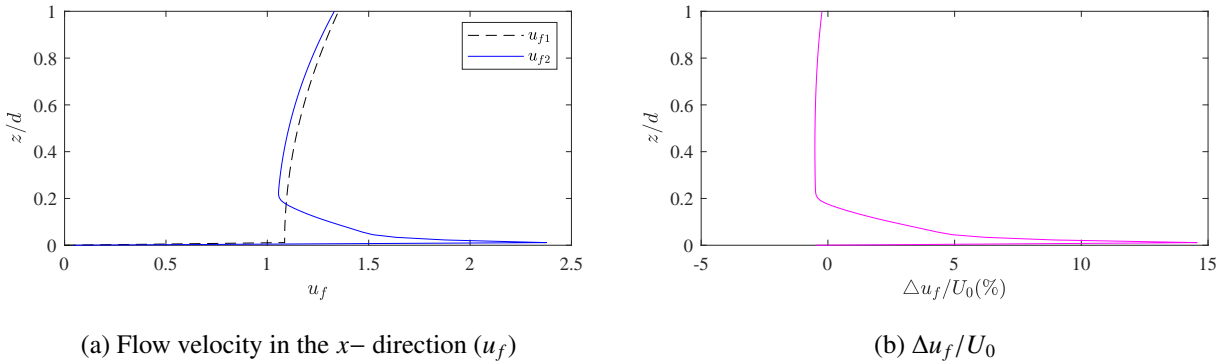 1
0.8
0.6
0.4
0.2
0
z/d
0
0.5
1
1.5
2
2.5
u_f
u_{f1}
u_{f2}
1
0.8
0.6
0.4
0.2
0
z/d
-5
0
5
10
15
△u_f/U_0(%)
(a) Flow velocity in the x− direction (u_f)
(b) Δu_f/U_0